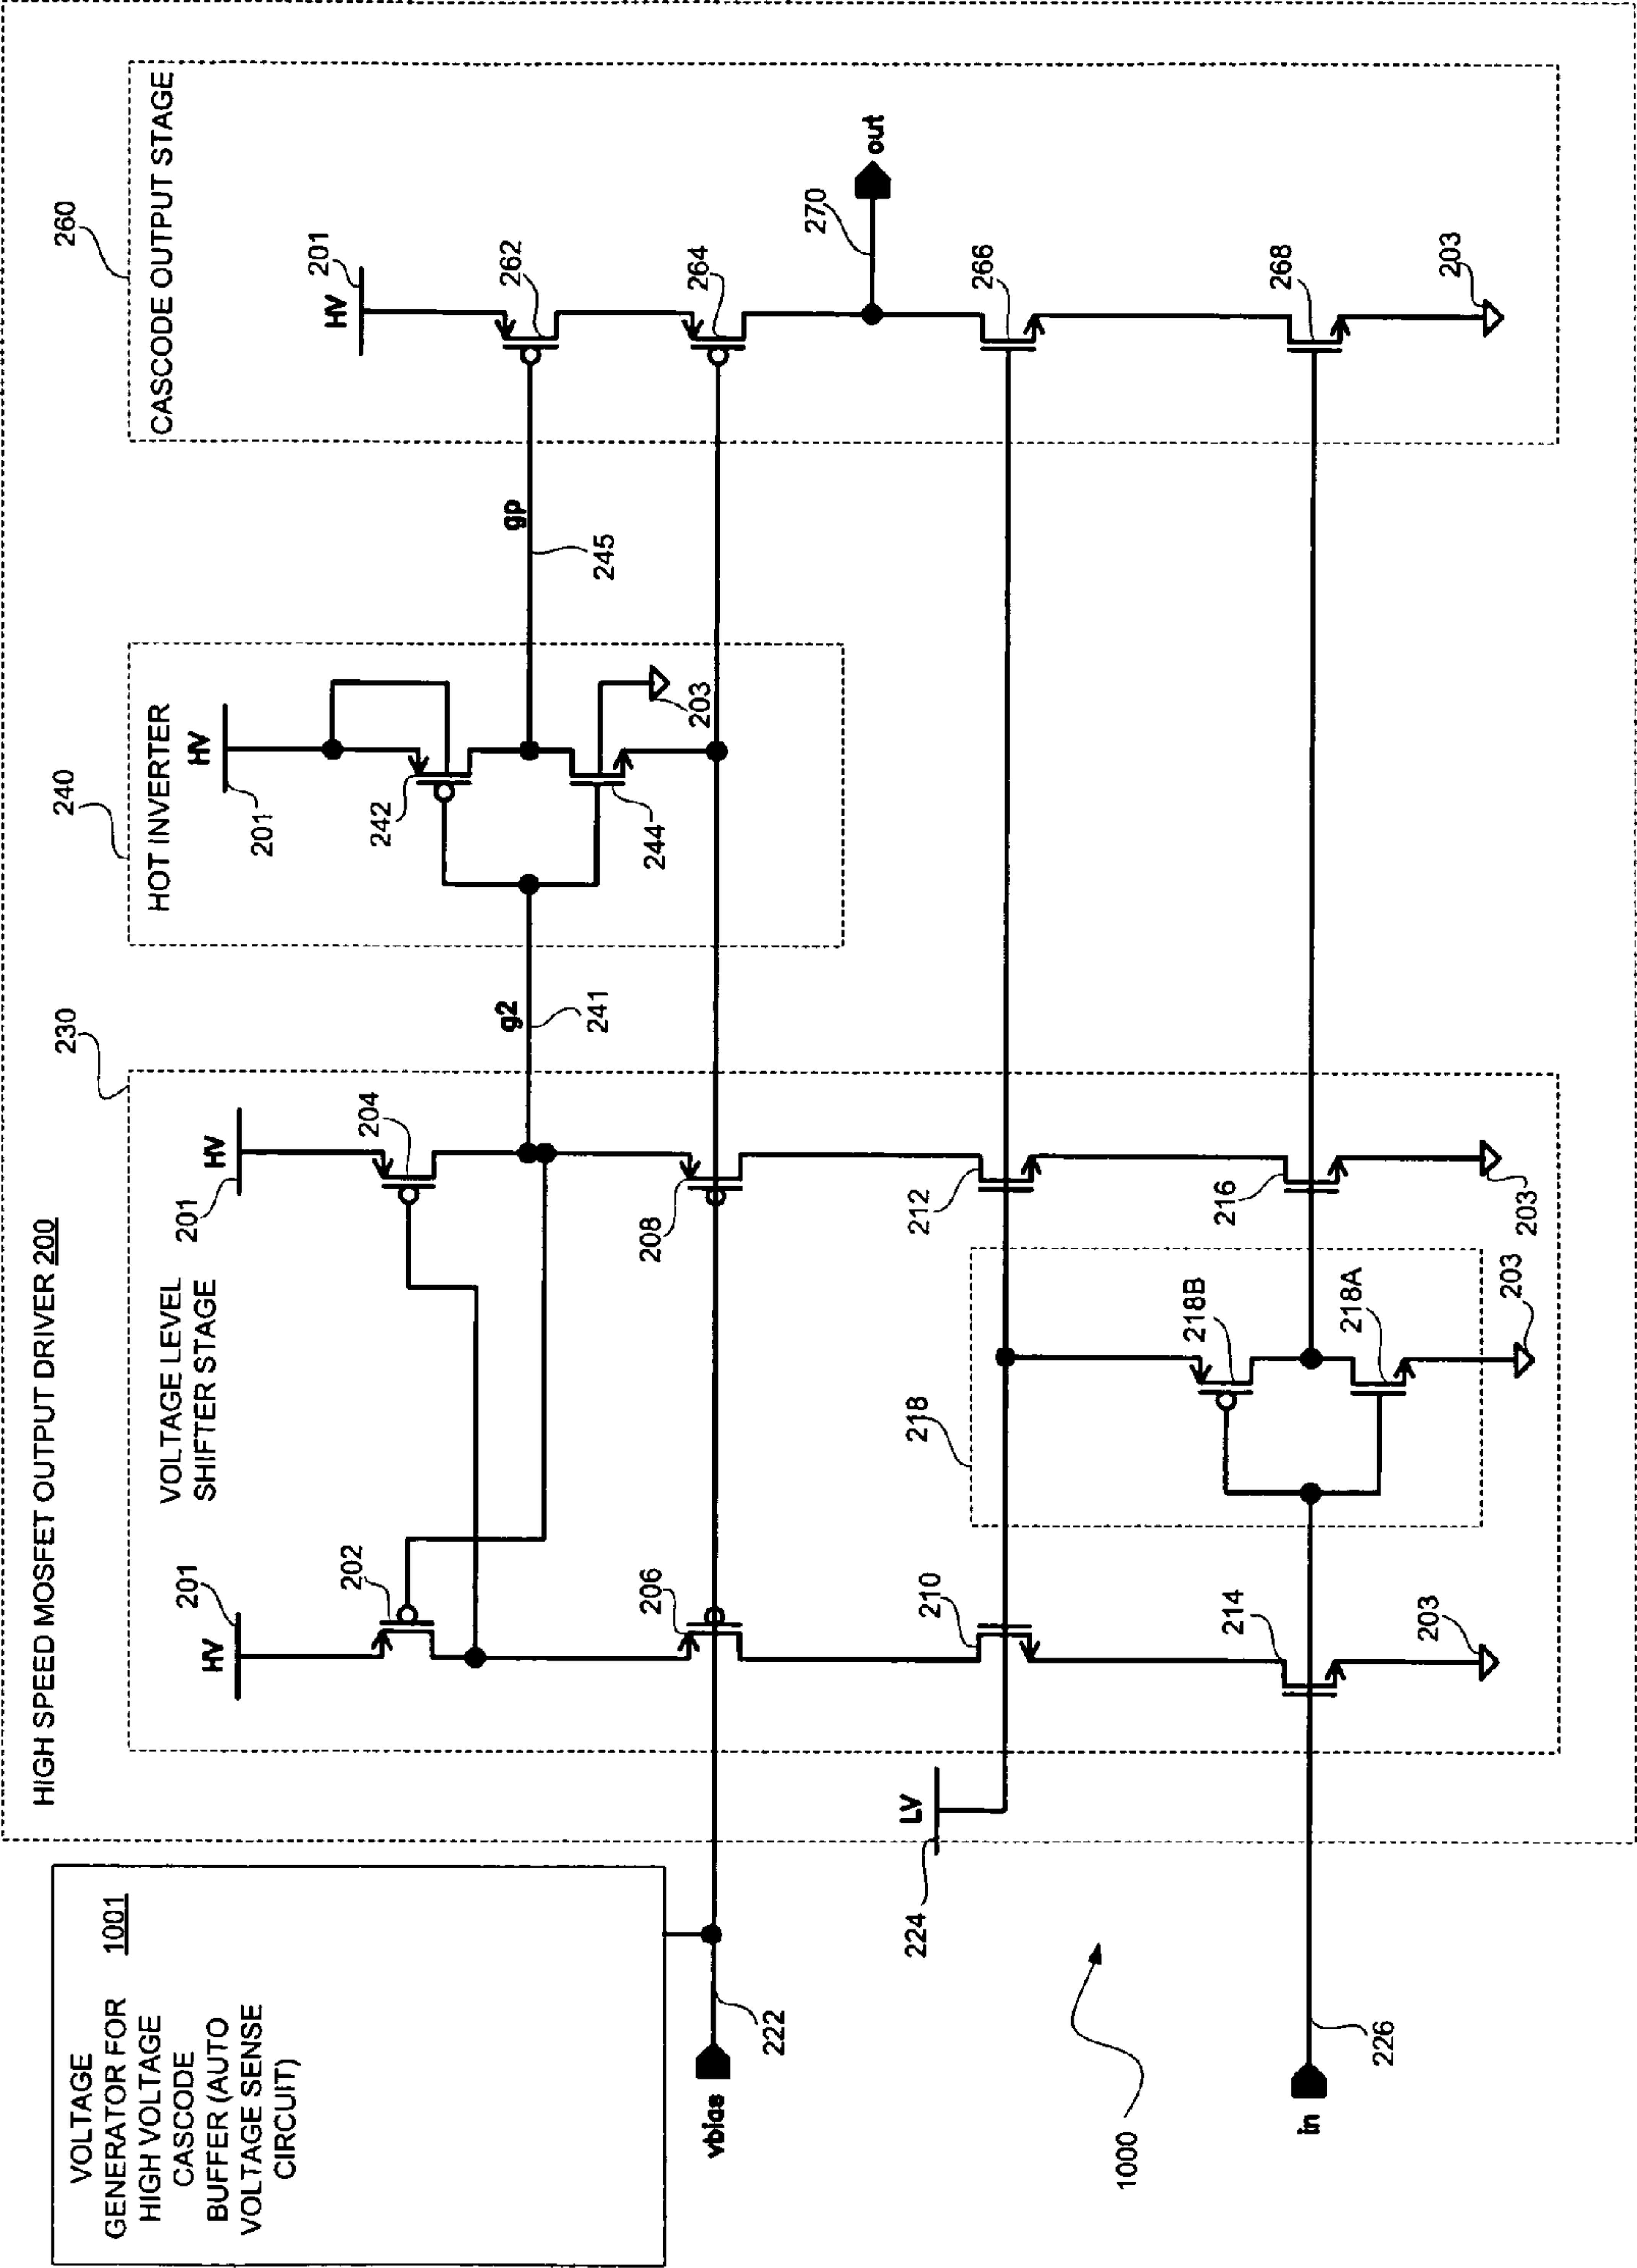 HIGH SPEED MOSFET OUTPUT DRIVER 200
VOLTAGE
GENERATOR FOR
HIGH VOLTAGE
CASCODE
BUFFER (AUTO
VOLTAGE SENSE
CIRCUIT)
1001
vbias
222
LV
224
1000
in
226
230
VOLTAGE LEVEL
SHIFTER STAGE
HV
201
202
HV
201
204
206
208
210
212
214
216
218
218B
218A
203
203
203
g2
241
240
HOT INVERTER
HV
201
242
244
203
gp
245
260
CASCODE OUTPUT STAGE
HV
201
262
264
270
out
266
268
203